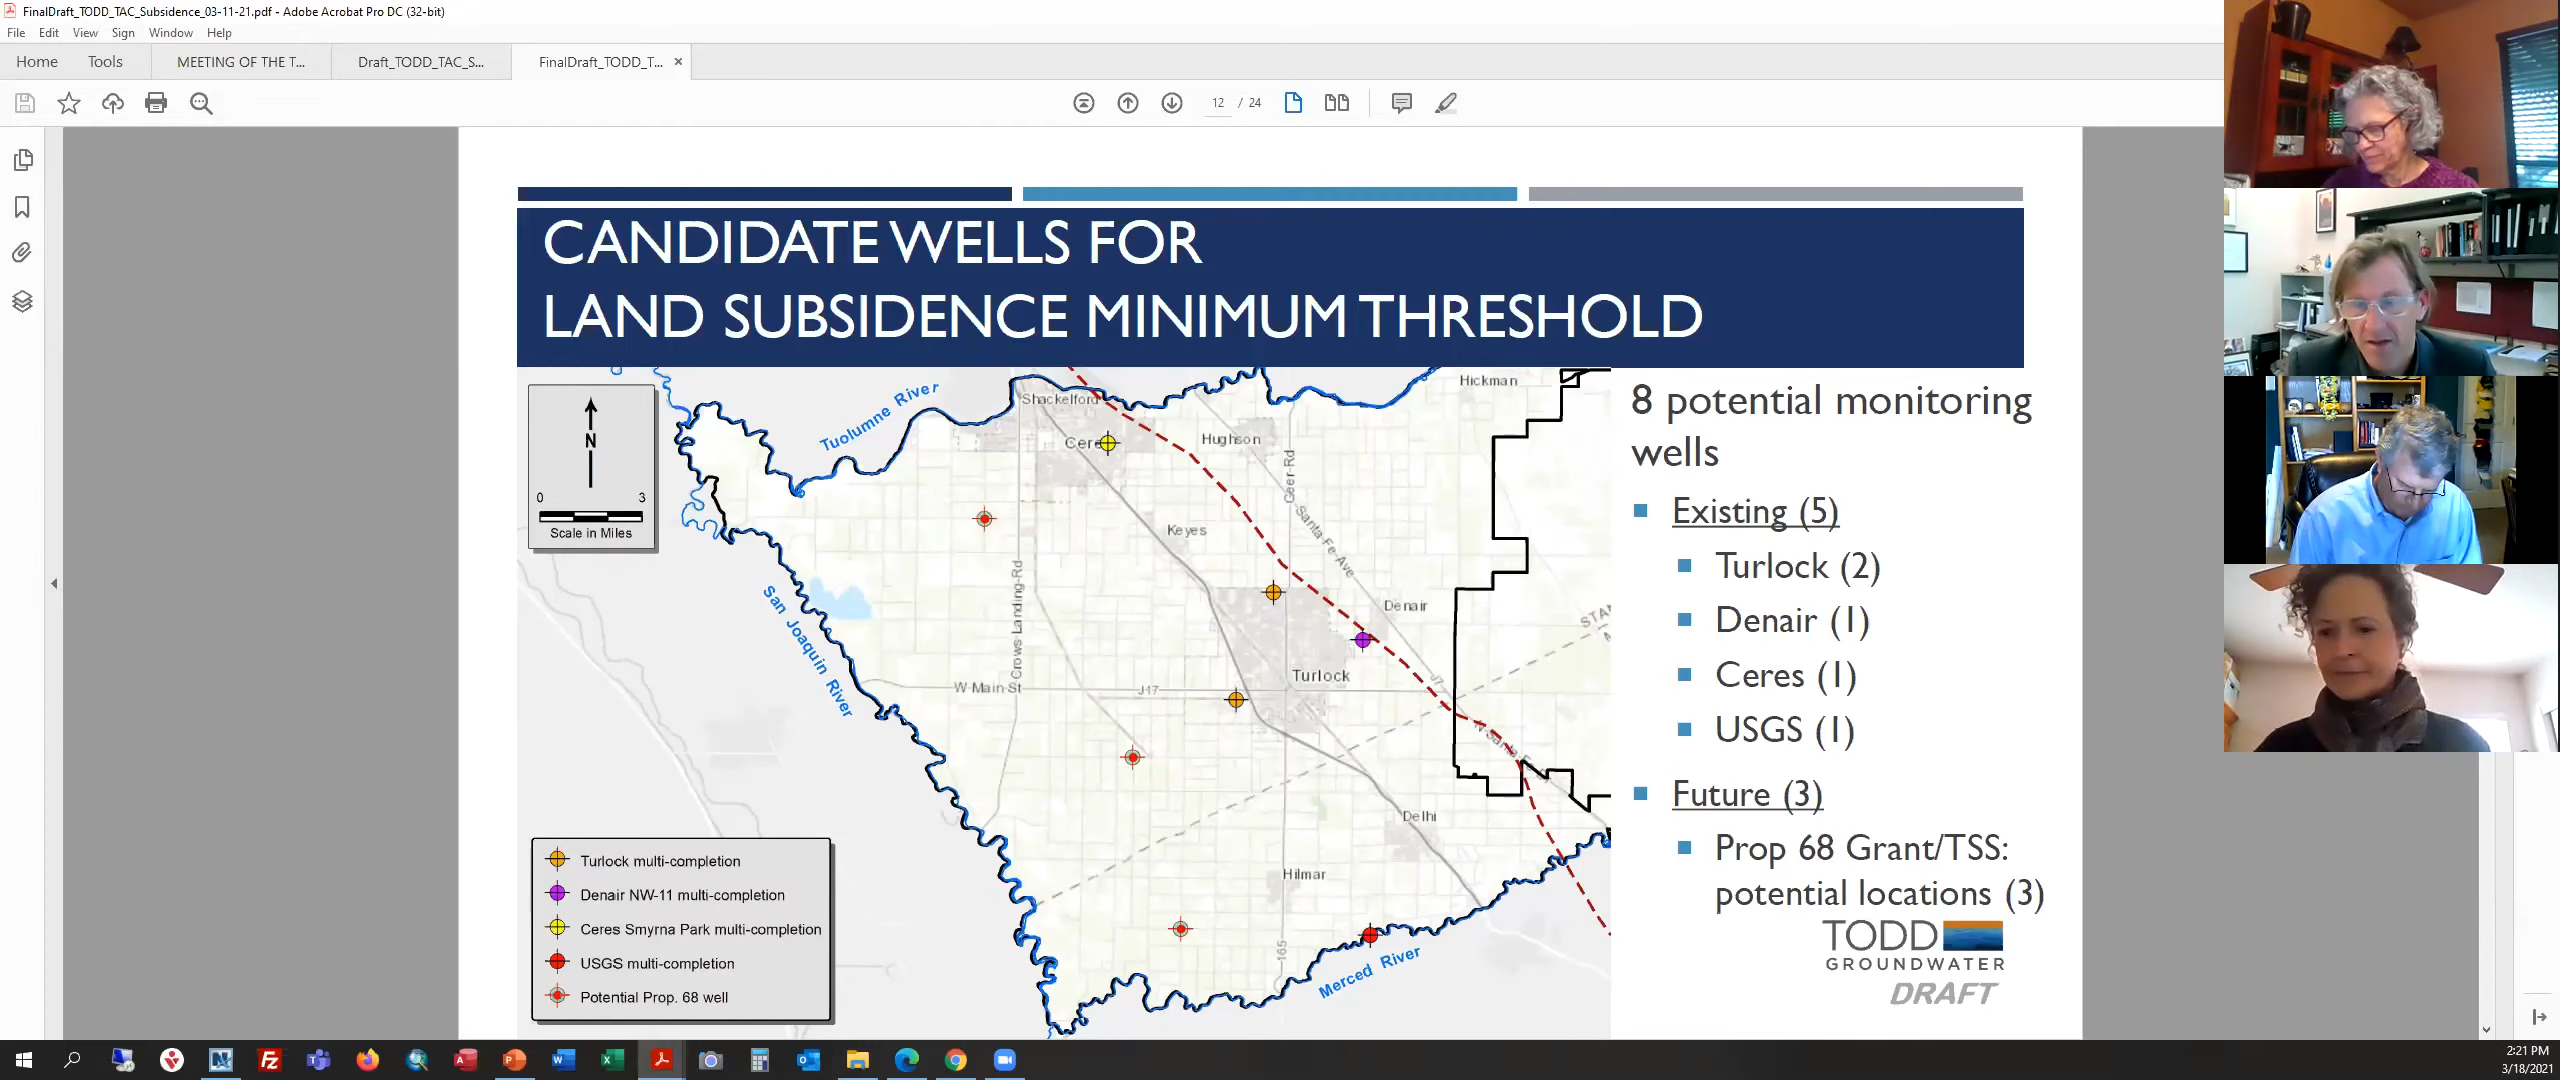 FinalDraft_TODD_TAC_Subsidence_03-11-21.pdf - Adobe Acrobat Pro DC (32-bit)
File Edit View Sign Window Help
Home Tools MEETING OF THE T... Draft_TODD_TAC_S... FinalDraft_TODD_T... ×
12 / 24
CANDIDATE WELLS FOR
LAND SUBSIDENCE MINIMUM THRESHOLD
N
0 3
Scale in Miles
Tuolumne River
Shackelford
Hickman
Hughson
Geer-Rd
Santa-Fe-Ave
Keyes
Crows-Landing-Rd
San Joaquin River
Denair
W-Main-St
J-17
Turlock
Delhi
Hilmar
165
Merced River
Turlock multi-completion
Denair NW-11 multi-completion
Ceres Smyrna Park multi-completion
USGS multi-completion
Potential Prop. 68 well
8 potential monitoring
wells
Existing (5)
Turlock (2)
Denair (1)
Ceres (1)
USGS (1)
Future (3)
Prop 68 Grant/TSS:
potential locations (3)
TODD
GROUNDWATER
DRAFT
2:21 PM
3/18/2021